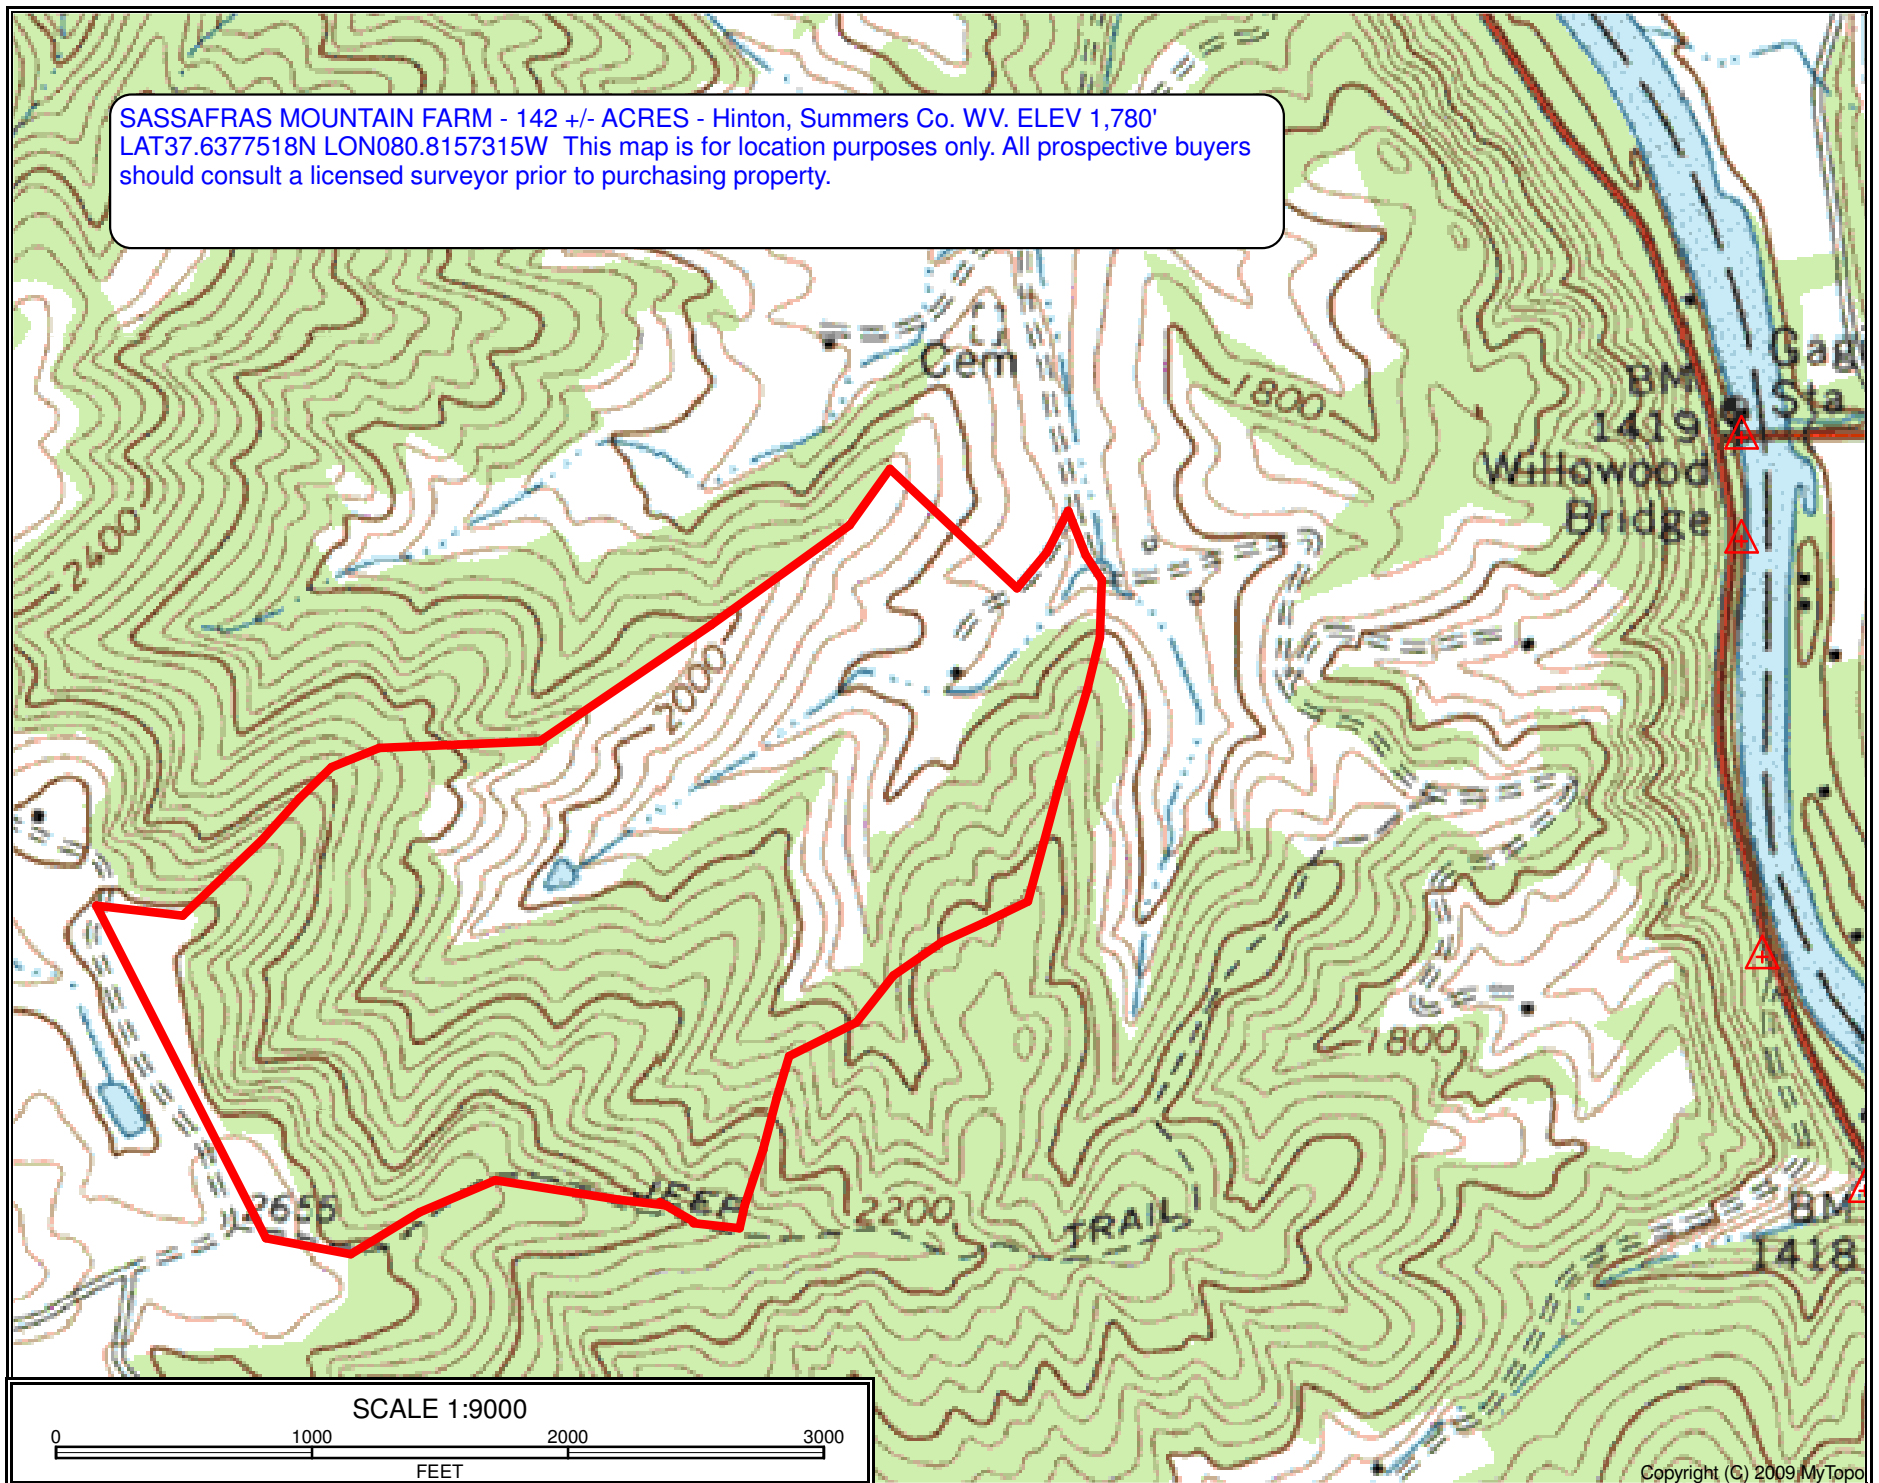 SASSAFRAS MOUNTAIN FARM - 142 +/- ACRES - Hinton, Summers Co. WV. ELEV 1,780'
LAT37.6377518N LON080.8157315W  This map is for location purposes only. All prospective buyers
should consult a licensed surveyor prior to purchasing property.
Cem
1800
BM
1419
Sta
Willowood
Bridge
2400
2000
1800
2655
JEEP
2200
TRAIL
BM
1418
SCALE 1:9000
0 1000 2000 3000
FEET
Copyright (C) 2009 MyTopo